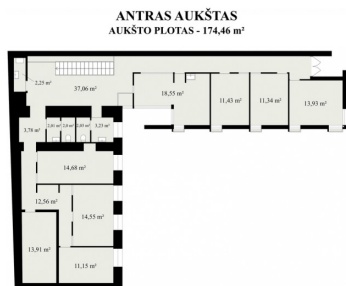 ANTRAS AUKŠTAS
AUKŠTO PLOTAS - 174,46 m²
2,25 m²
37,06 m²
18,55 m²
11,43 m²
11,34 m²
13,93 m²
3,78 m²
3,23 m²
14,68 m²
12,56 m²
14,55 m²
13,91 m²
11,15 m²